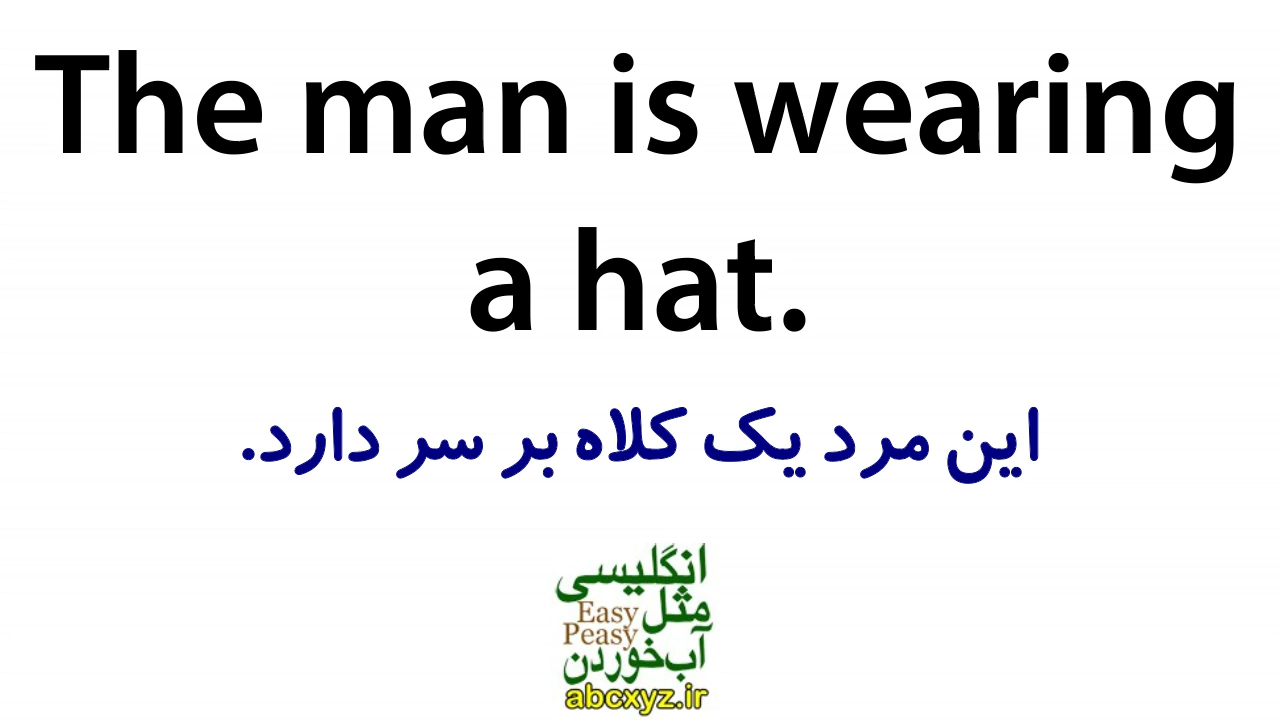 The man is wearing
a hat.
این مرد یک کلاه بر سر دارد.
انگلیسی
مثل
Easy
Peasy
آب‌خوردن
abcxyz.ir